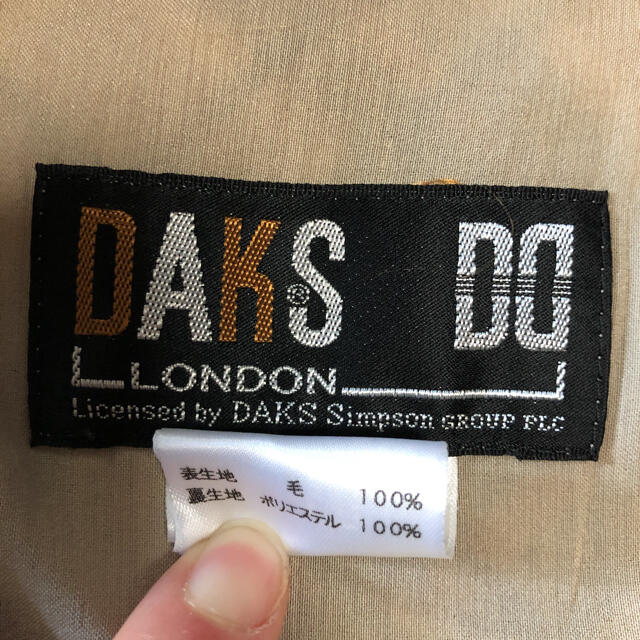 DAKS® DD
LONDON
Licensed by DAKS Simpson GROUP PLC
表生地 毛 100%
裏生地 ポリエステル 100%